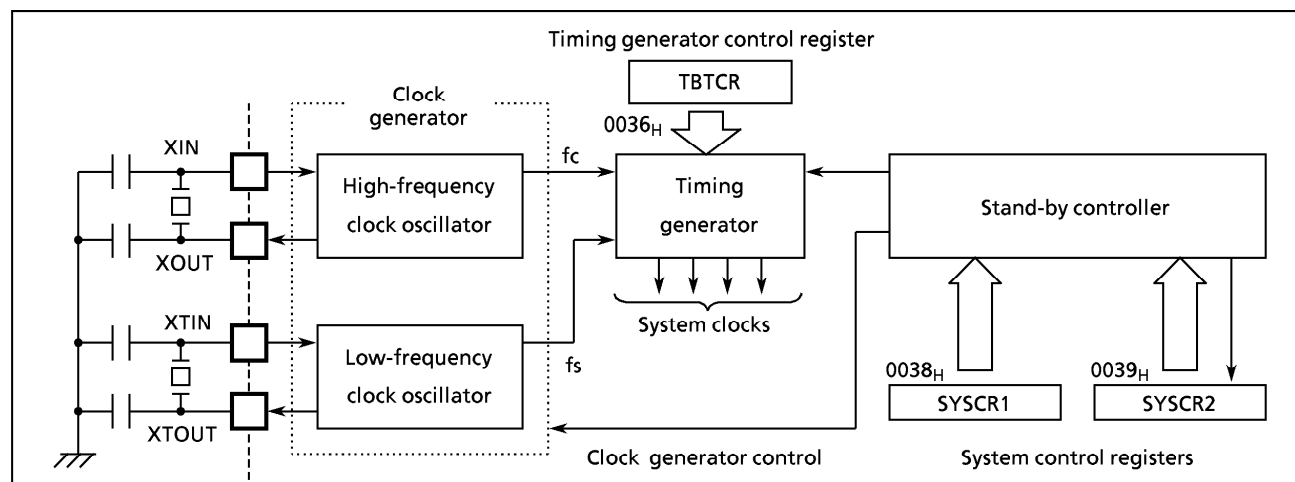 Timing generator control register
TBTCR
Clock
generator
0036H
XIN
fc
High-frequency
clock oscillator
Timing
generator
Stand-by controller
XOUT
System clocks
XTIN
Low-frequency
clock oscillator
fs
0038H
0039H
SYSCR1
SYSCR2
XTOUT
Clock generator control
System control registers